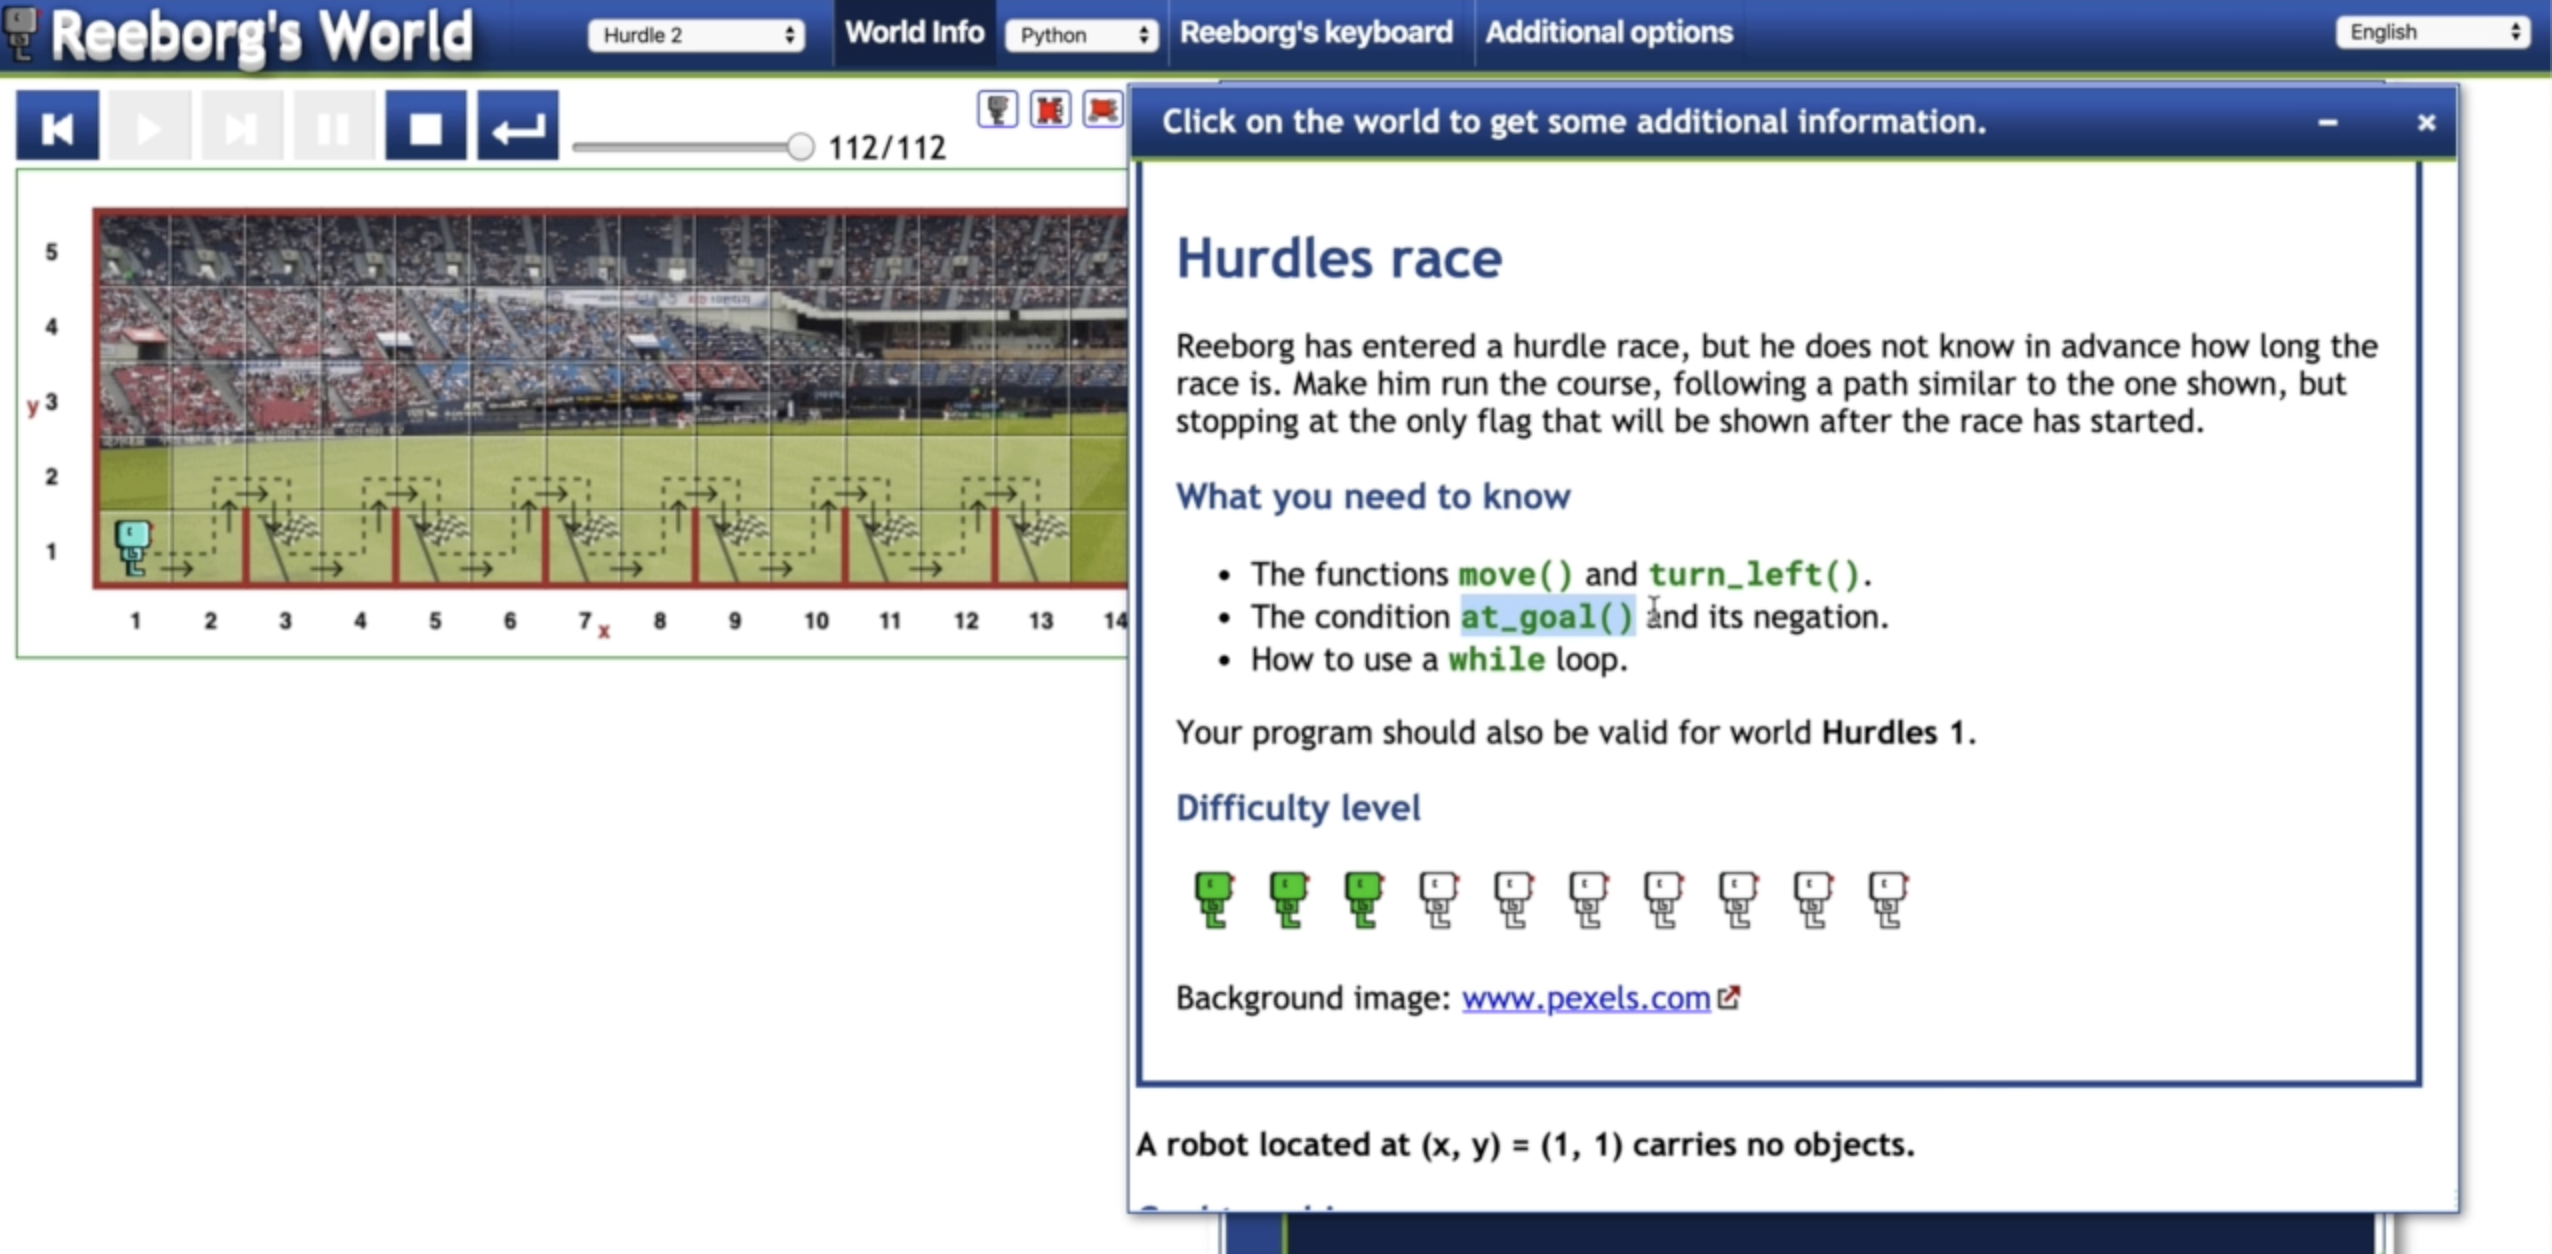 Reeborg's World
Hurdle 2
World Info
Python
Reeborg's keyboard
Additional options
English
112/112
Click on the world to get some additional information.
5
4
y 3
2
1
1 2 3 4 5 6 7 x 8 9 10 11 12 13 14
Hurdles race
Reeborg has entered a hurdle race, but he does not know in advance how long the
race is. Make him run the course, following a path similar to the one shown, but
stopping at the only flag that will be shown after the race has started.
What you need to know
• The functions move() and turn_left().
• The condition at_goal() and its negation.
• How to use a while loop.
Your program should also be valid for world Hurdles 1.
Difficulty level
Background image: www.pexels.com
A robot located at (x, y) = (1, 1) carries no objects.